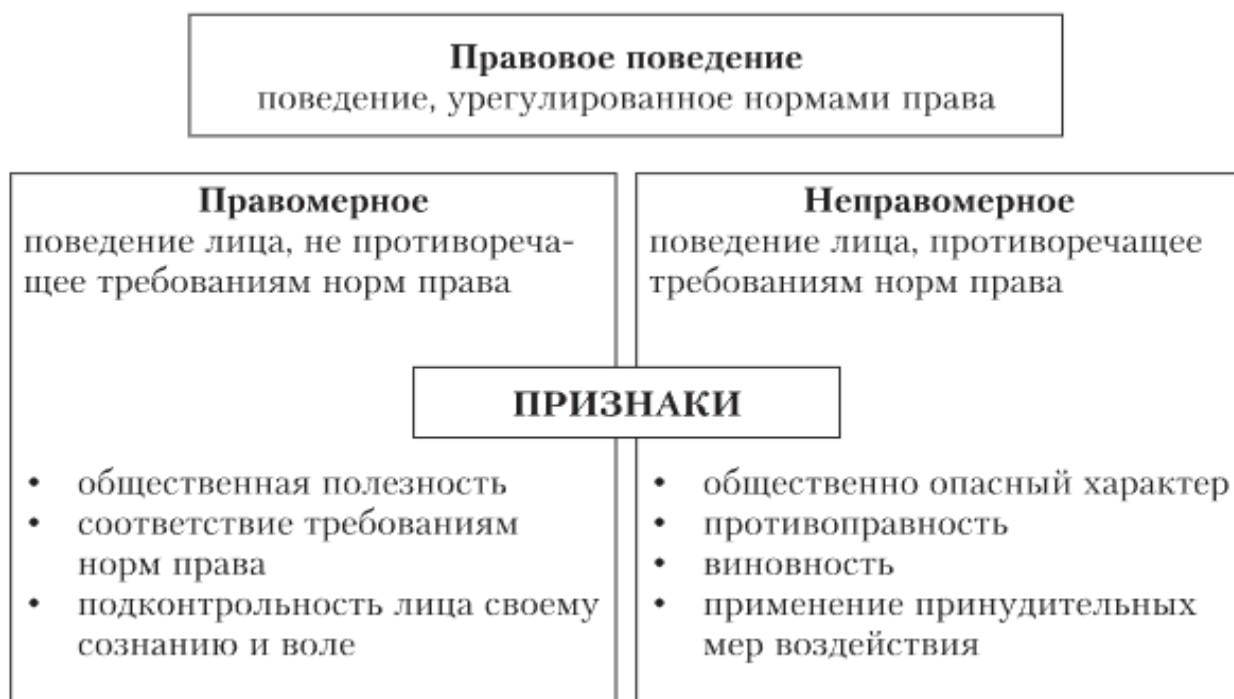 Правовое поведение
поведение, урегулированное нормами права
Правомерное
поведение лица, не противореча-
щее требованиям норм права
Неправомерное
поведение лица, противоречащее
требованиям норм права
ПРИЗНАКИ
• общественная полезность
• соответствие требованиям
норм права
• подконтрольность лица своему
сознанию и воле
• общественно опасный характер
• противоправность
• виновность
• применение принудительных
мер воздействия